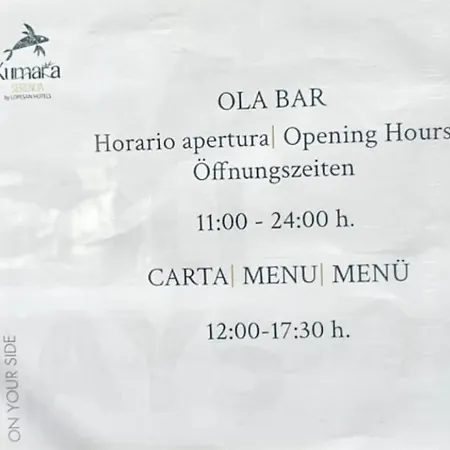 Kumara
SERENOA
by LOPESAN HOTELS
OLA BAR
Horario apertura| Opening Hours
Öffnungszeiten
11:00 - 24:00 h.
CARTA| MENU| MENÜ
12:00-17:30 h.
ON YOUR SIDE